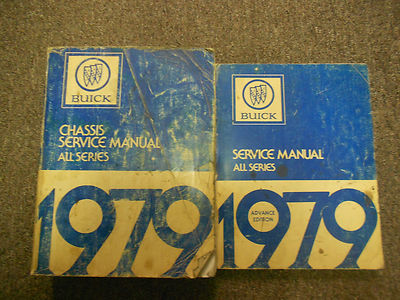 BUICK
CHASSIS
SERVICE MANUAL
ALL SERIES
1979
BUICK
SERVICE MANUAL
ALL SERIES
ADVANCE
EDITION
1979